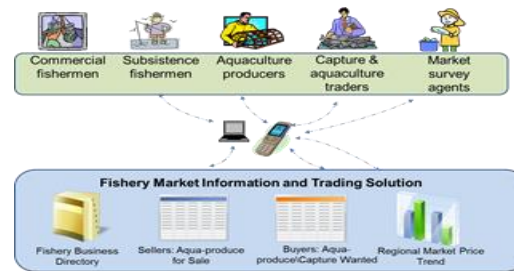 Commercial
fishermen
Subsistence
fishermen
Aquaculture
producers
Capture &
aquaculture
traders
Market
survey
agents
Fishery Market Information and Trading Solution
Fishery Business
Directory
Sellers: Aqua-produce
for Sale
Buyers: Aqua-
produce\Capture Wanted
Regional Market Price
Trend